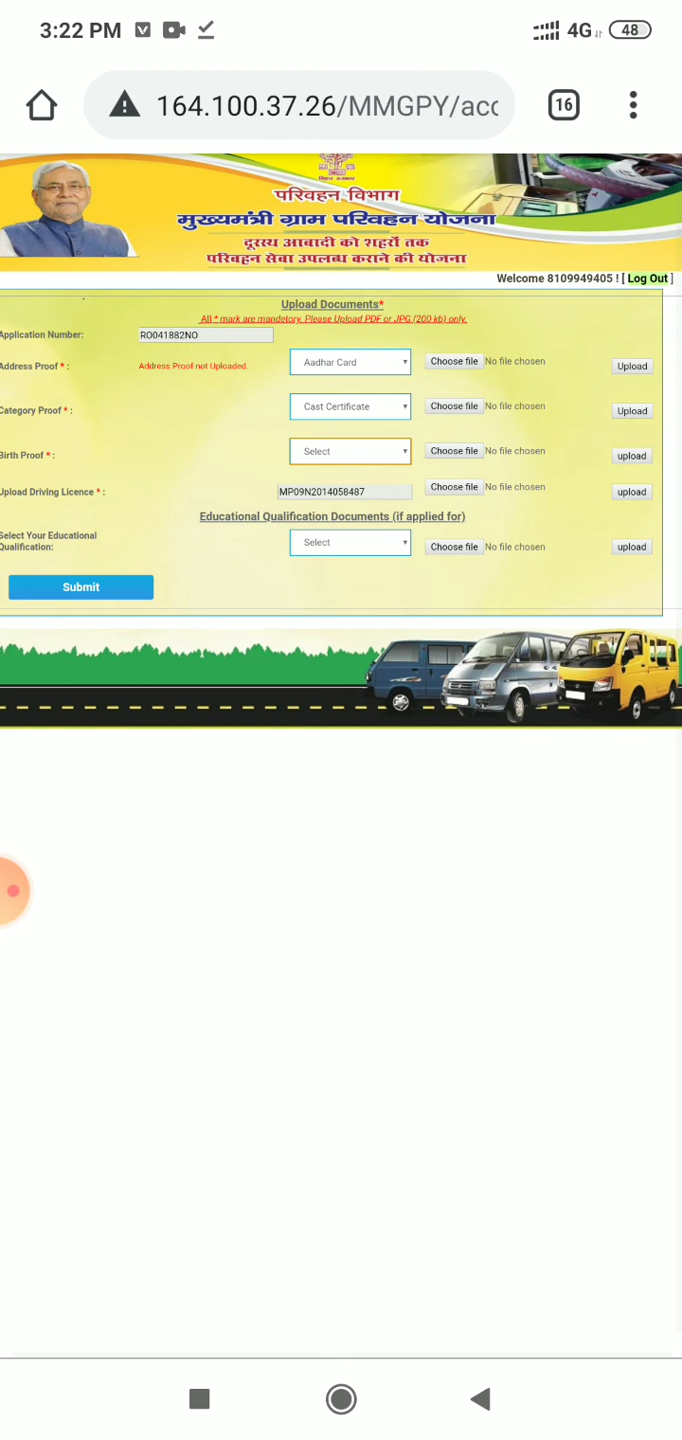 3:22 PM 4G 48
164.100.37.26/MMGPY/acc 16
परिवहन विभाग
मुख्यमंत्री ग्राम परिवहन योजना
दूरस्थ आबादी को शहरों तक
परिवहन सेवा उपलब्ध कराने की योजना
Welcome 8109949405 ! [ Log Out ]
Upload Documents*
All * mark are mandetory. Please Upload PDF or JPG (200 kb) only.
Application Number: RO041882NO
Address Proof * : Address Proof not Uploaded. Aadhar Card Choose file No file chosen Upload
Category Proof * : Cast Certificate Choose file No file chosen Upload
Birth Proof * : Select Choose file No file chosen upload
Upload Driving Licence * : MP09N2014058487 Choose file No file chosen upload
Educational Qualification Documents (if applied for)
Select Your Educational
Qualification: Select Choose file No file chosen upload
Submit